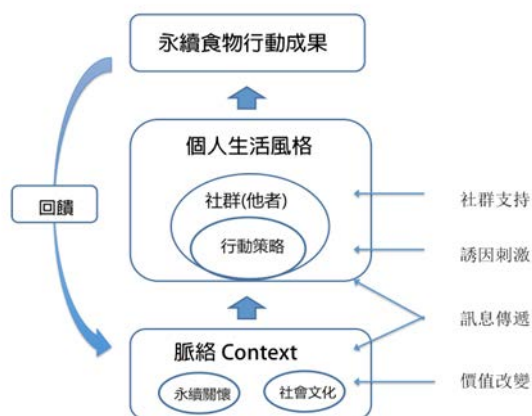 永續食物行動成果
個人生活風格
社群(他者)
行動策略
回饋
脈絡 Context
永續關懷
社會文化
社群支持
誘因刺激
訊息傳遞
價值改變